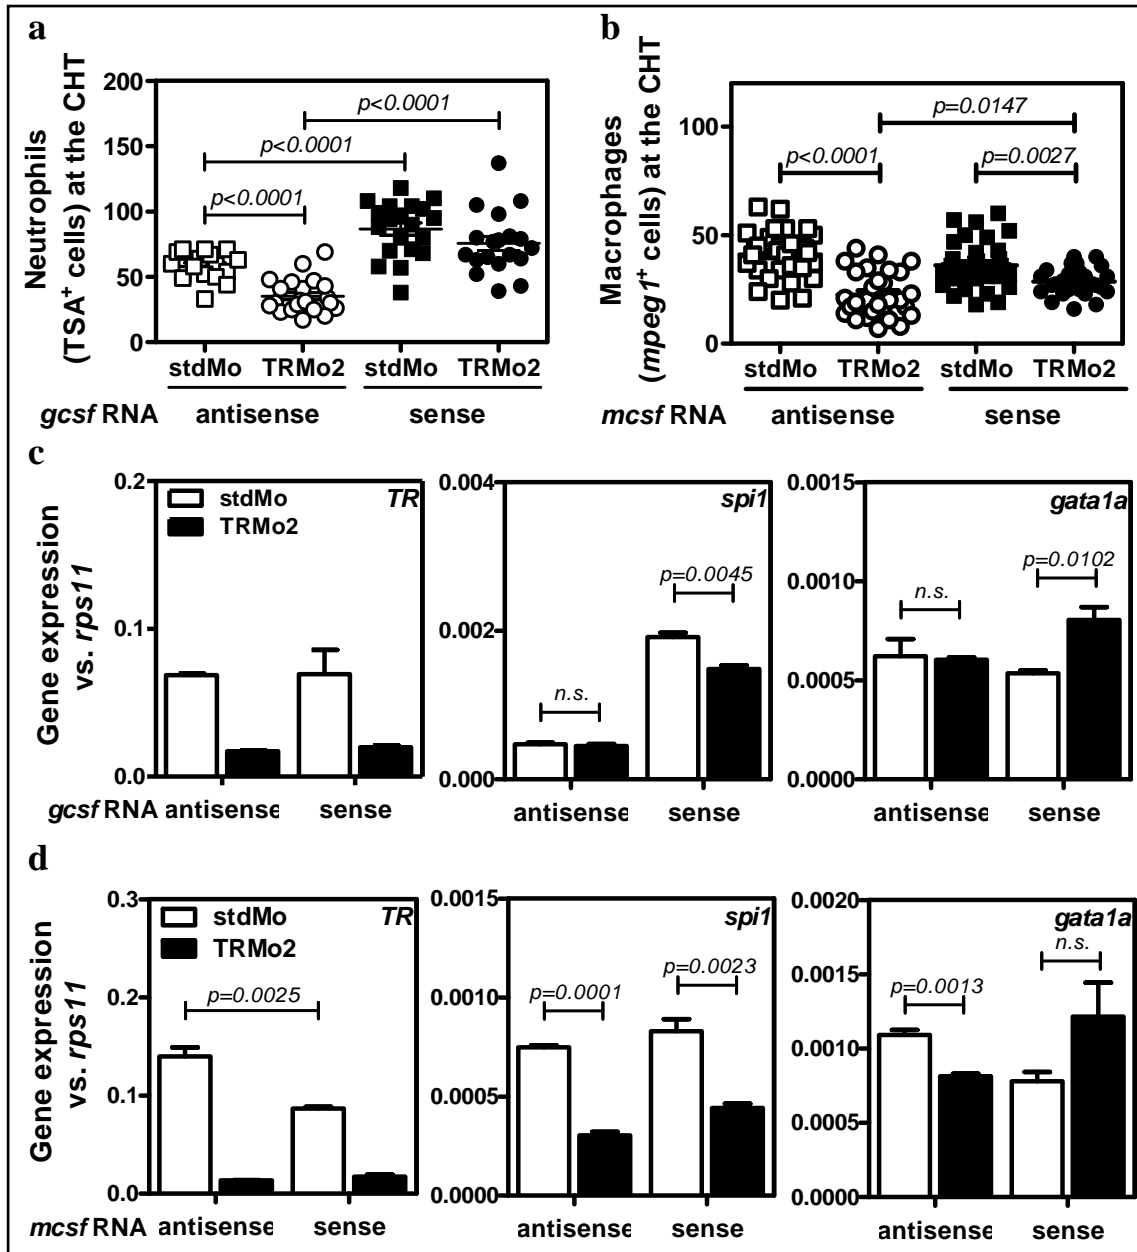 a
Neutrophils
(TSA+ cells) at the CHT
200
150
100
50
0
p<0.0001
p<0.0001
p<0.0001
stdMo TRMo2 stdMo TRMo2
gcsf RNA antisense sense
b
Macrophages
(mpeg1+ cells) at the CHT
100
50
0
p=0.0147
p<0.0001 p=0.0027
stdMo TRMo2 stdMo TRMo2
mcsf RNA antisense sense
c
Gene expression
vs. rps11
0.2
0.1
0.0
stdMo
TRMo2
TR
gcsf RNA antisense sense
0.004
0.002
0.000
spi1
p=0.0045
n.s.
antisense sense
0.0015
0.0010
0.0005
0.0000
gata1a
p=0.0102
n.s.
antisense sense
d
Gene expression
vs. rps11
0.3
0.2
0.1
0.0
stdMo
TRMo2
TR
p=0.0025
mcsf RNA antisense sense
0.0015
0.0010
0.0005
0.0000
spi1
p=0.0023
p=0.0001
antisense sense
0.0020
0.0015
0.0010
0.0005
0.0000
gata1a
n.s.
p=0.0013
antisense sense